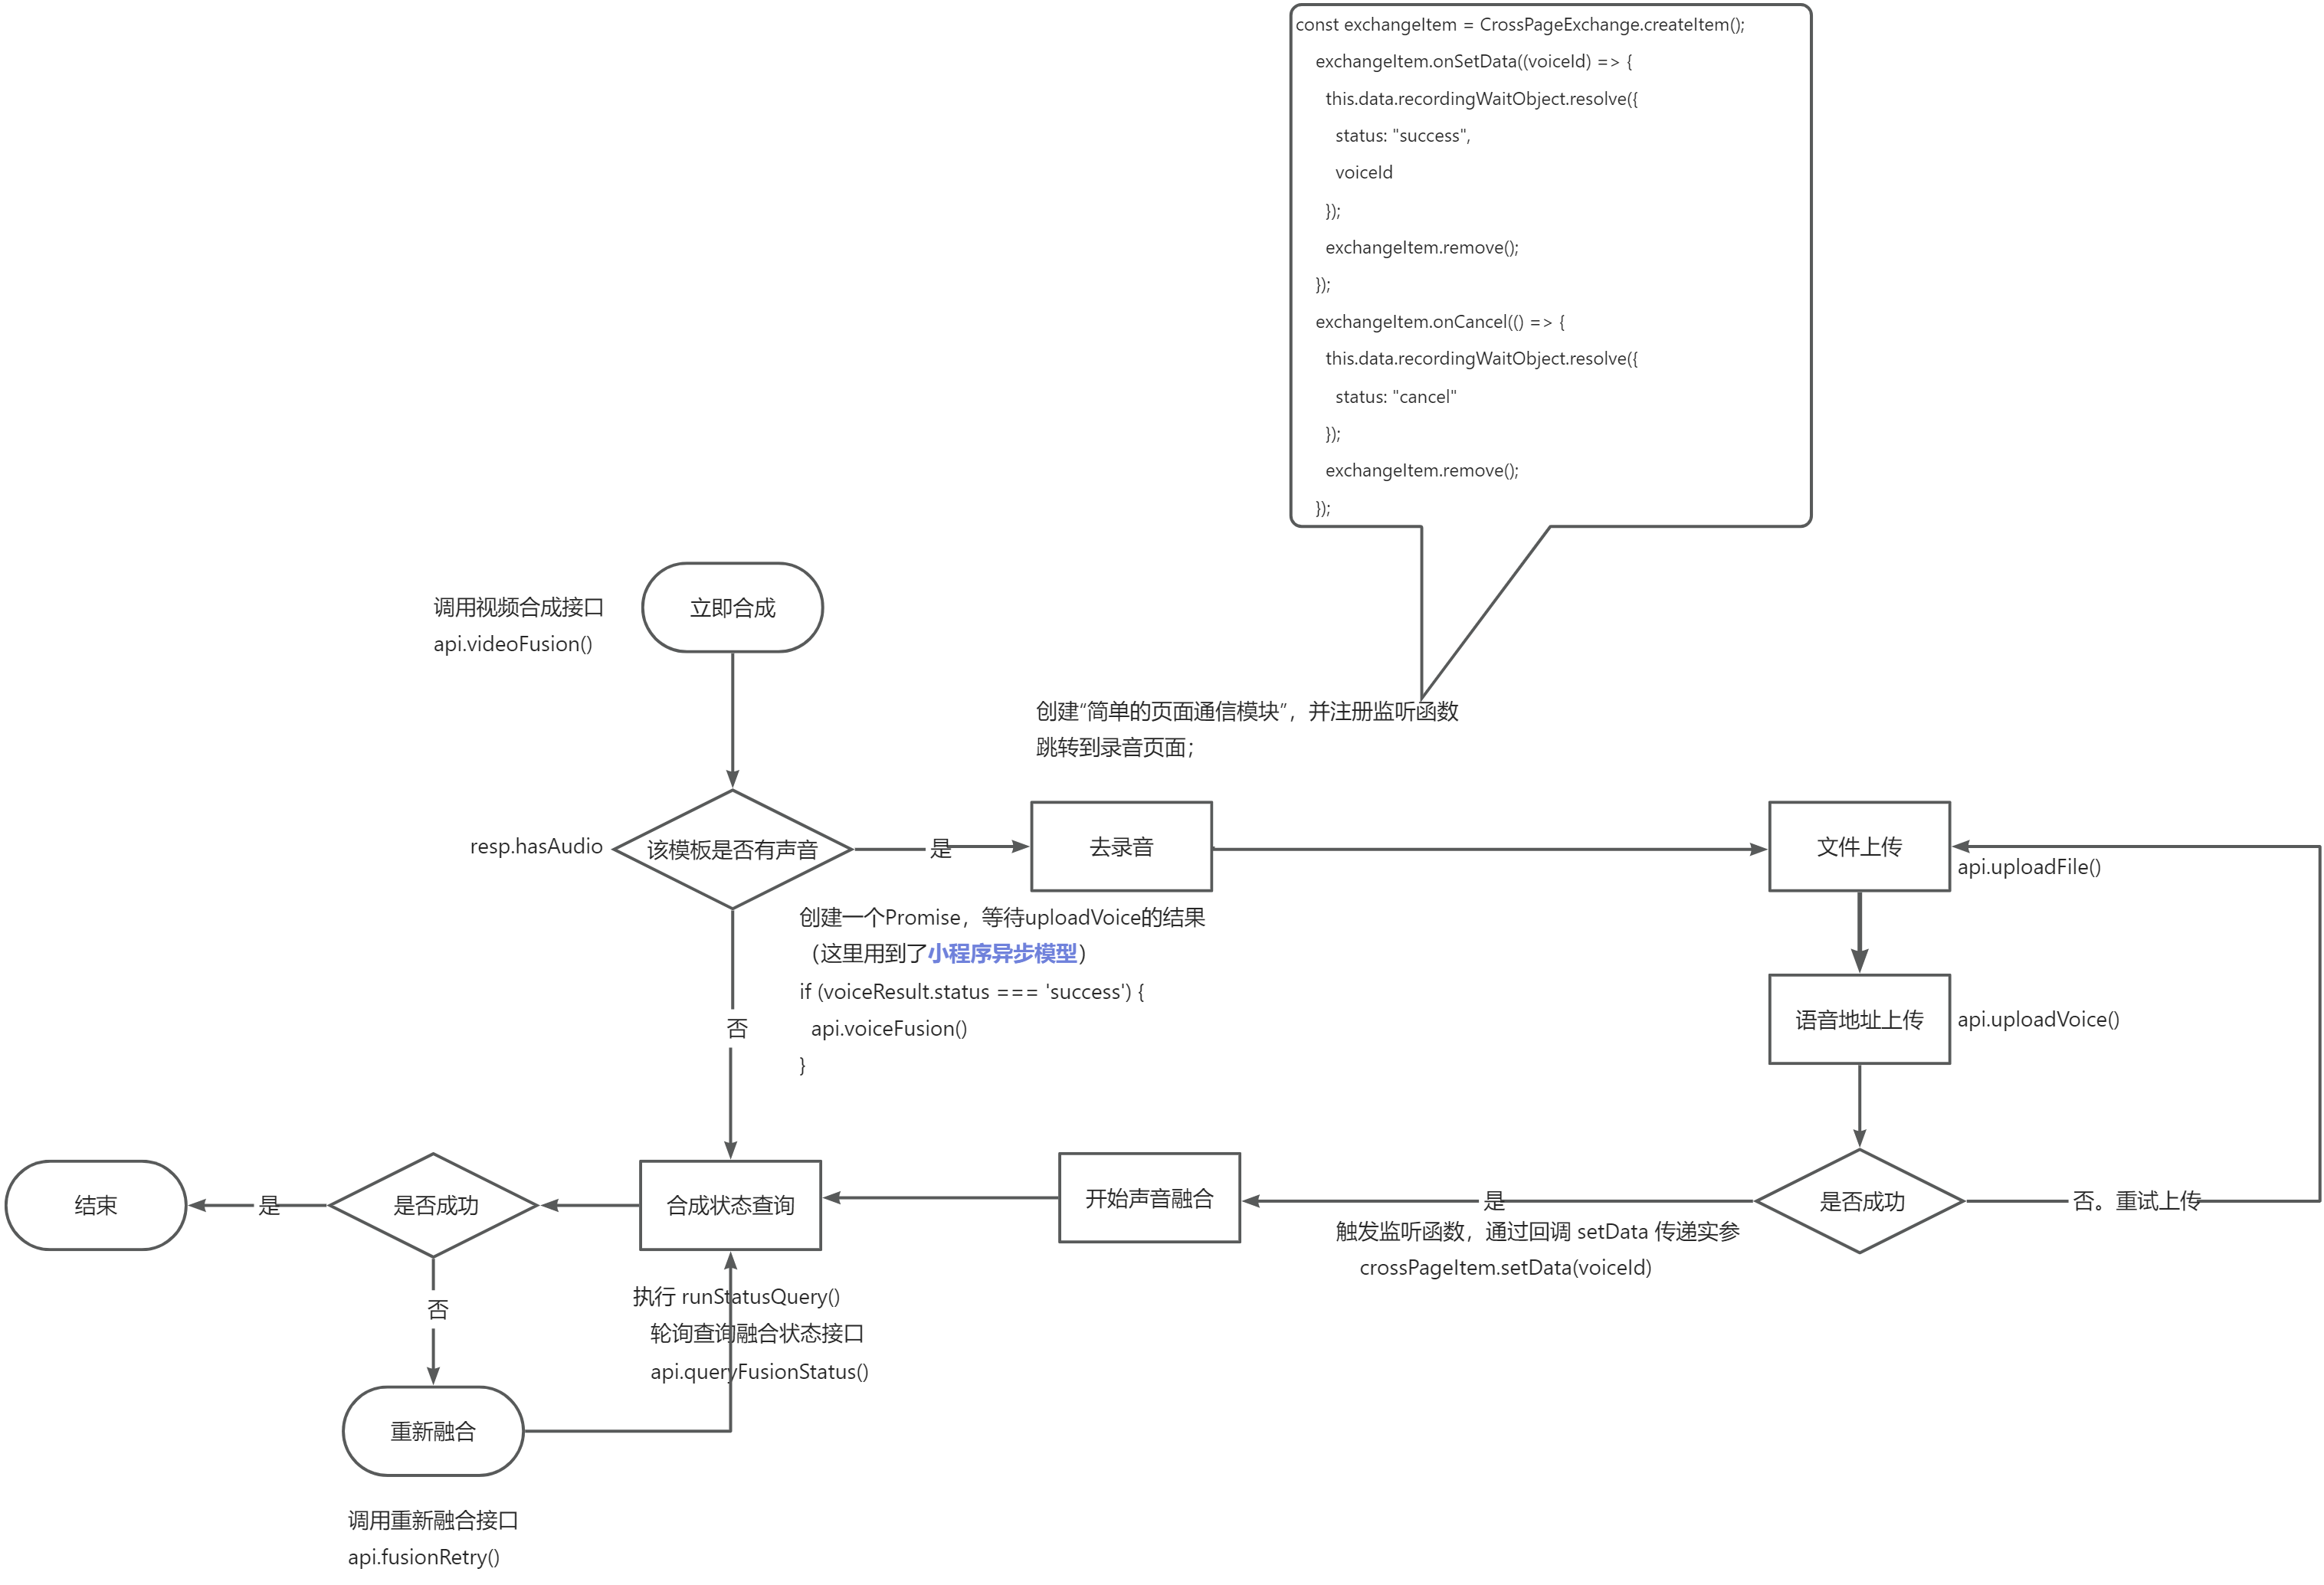 const exchangeItem = CrossPageExchange.createItem();
exchangeItem.onSetData((voiceId) => {
this.data.recordingWaitObject.resolve({
status: "success",
voiceId
});
exchangeItem.remove();
});
exchangeItem.onCancel(() => {
this.data.recordingWaitObject.resolve({
status: "cancel"
});
exchangeItem.remove();
});
调用视频合成接口
api.videoFusion()
立即合成
创建“简单的页面通信模块”，并注册监听函数
跳转到录音页面；
resp.hasAudio
该模板是否有声音
是
去录音
文件上传
api.uploadFile()
创建一个Promise，等待uploadVoice的结果
（这里用到了小程序异步模型）
if (voiceResult.status === 'success') {
api.voiceFusion()
}
否
语音地址上传
api.uploadVoice()
结束
是
是否成功
合成状态查询
开始声音融合
是
是否成功
否。重试上传
触发监听函数，通过回调 setData 传递实参
crossPageItem.setData(voiceId)
否
执行 runStatusQuery()
轮询查询融合状态接口
api.queryFusionStatus()
重新融合
调用重新融合接口
api.fusionRetry()